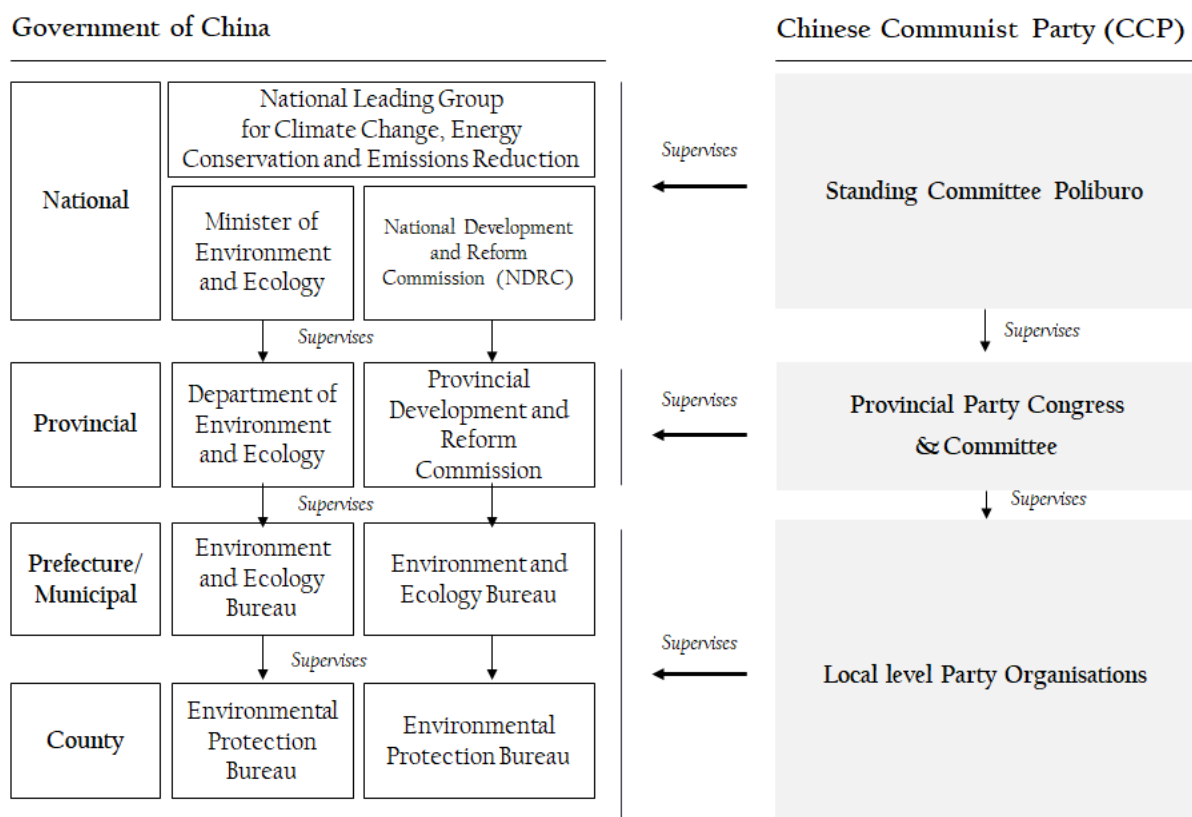 Government of China
Chinese Communist Party (CCP)
National
National Leading Group
for Climate Change, Energy
Conservation and Emissions Reduction
Minister of
Environment
and Ecology
National Development
and Reform
Commission (NDRC)
Supervises
Standing Committee Poliburo
Supervises
Supervises
Provincial
Department of
Environment
and Ecology
Provincial
Development and
Reform
Commission
Supervises
Provincial Party Congress
& Committee
Supervises
Supervises
Prefecture/
Municipal
Environment
and Ecology
Bureau
Environment and
Ecology Bureau
Supervises
Supervises
Local level Party Organisations
County
Environmental
Protection
Bureau
Environmental
Protection Bureau